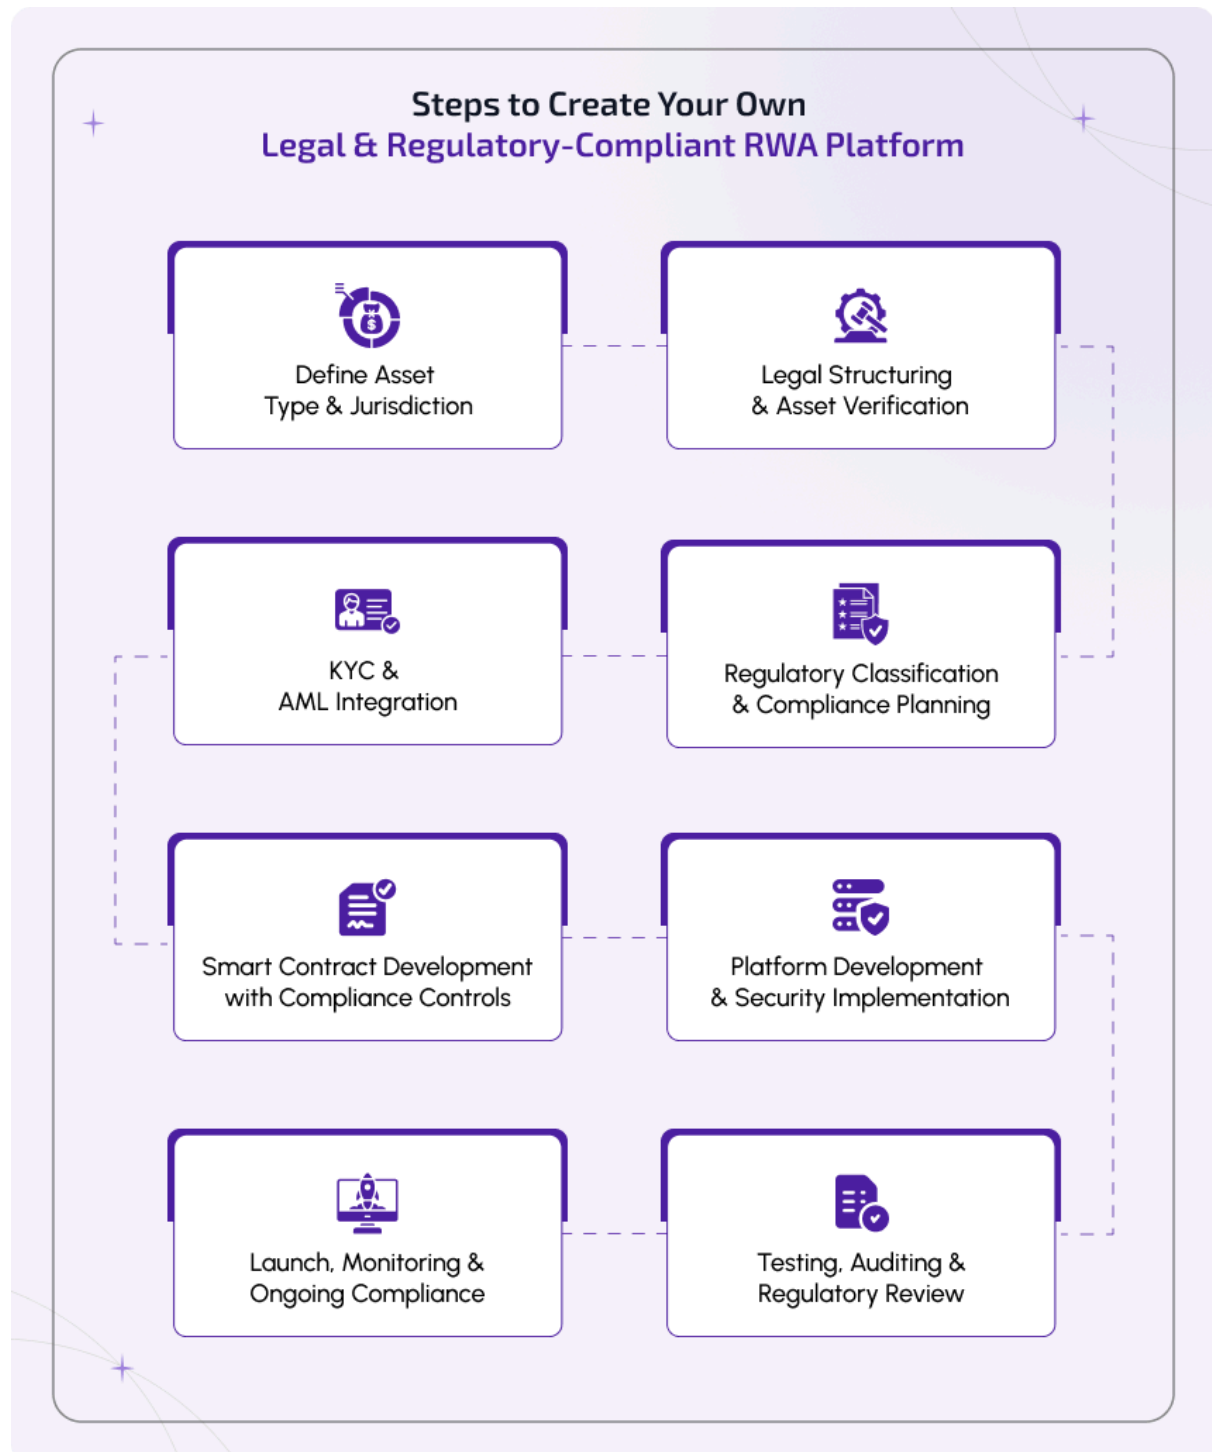 Steps to Create Your Own
Legal & Regulatory-Compliant RWA Platform
Define Asset
Type & Jurisdiction
Legal Structuring
& Asset Verification
Regulatory Classification
& Compliance Planning
KYC &
AML Integration
Smart Contract Development
with Compliance Controls
Platform Development
& Security Implementation
Testing, Auditing &
Regulatory Review
Launch, Monitoring &
Ongoing Compliance